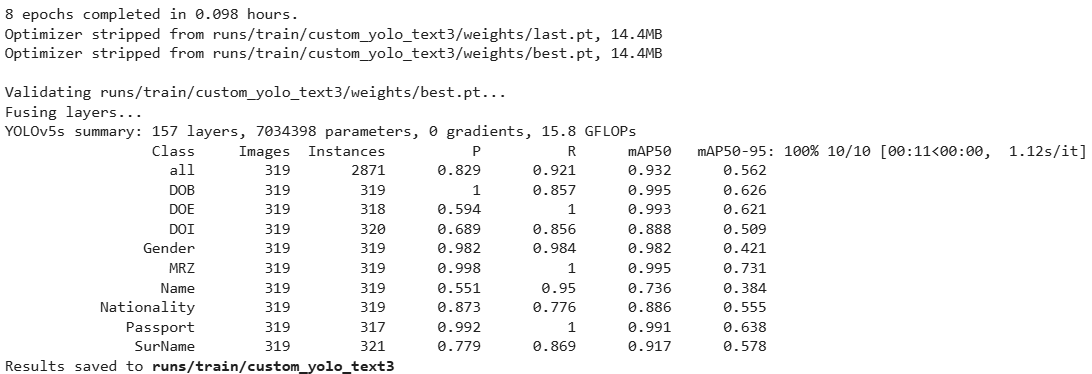 8 epochs completed in 0.098 hours.
Optimizer stripped from runs/train/custom_yolo_text3/weights/last.pt, 14.4MB
Optimizer stripped from runs/train/custom_yolo_text3/weights/best.pt, 14.4MB
Validating runs/train/custom_yolo_text3/weights/best.pt...
Fusing layers...
YOLOv5s summary: 157 layers, 7034398 parameters, 0 gradients, 15.8 GFLOPs
Class Images Instances P R mAP50 mAP50-95: 100% 10/10 [00:11<00:00, 1.12s/it]
all 319 2871 0.829 0.921 0.932 0.562
DOB 319 319 1 0.857 0.995 0.626
DOE 319 318 0.594 1 0.993 0.621
DOI 319 320 0.689 0.856 0.888 0.509
Gender 319 319 0.982 0.984 0.982 0.421
MRZ 319 319 0.998 1 0.995 0.731
Name 319 319 0.551 0.95 0.736 0.384
Nationality 319 319 0.873 0.776 0.886 0.555
Passport 319 317 0.992 1 0.991 0.638
SurName 319 321 0.779 0.869 0.917 0.578
Results saved to runs/train/custom_yolo_text3